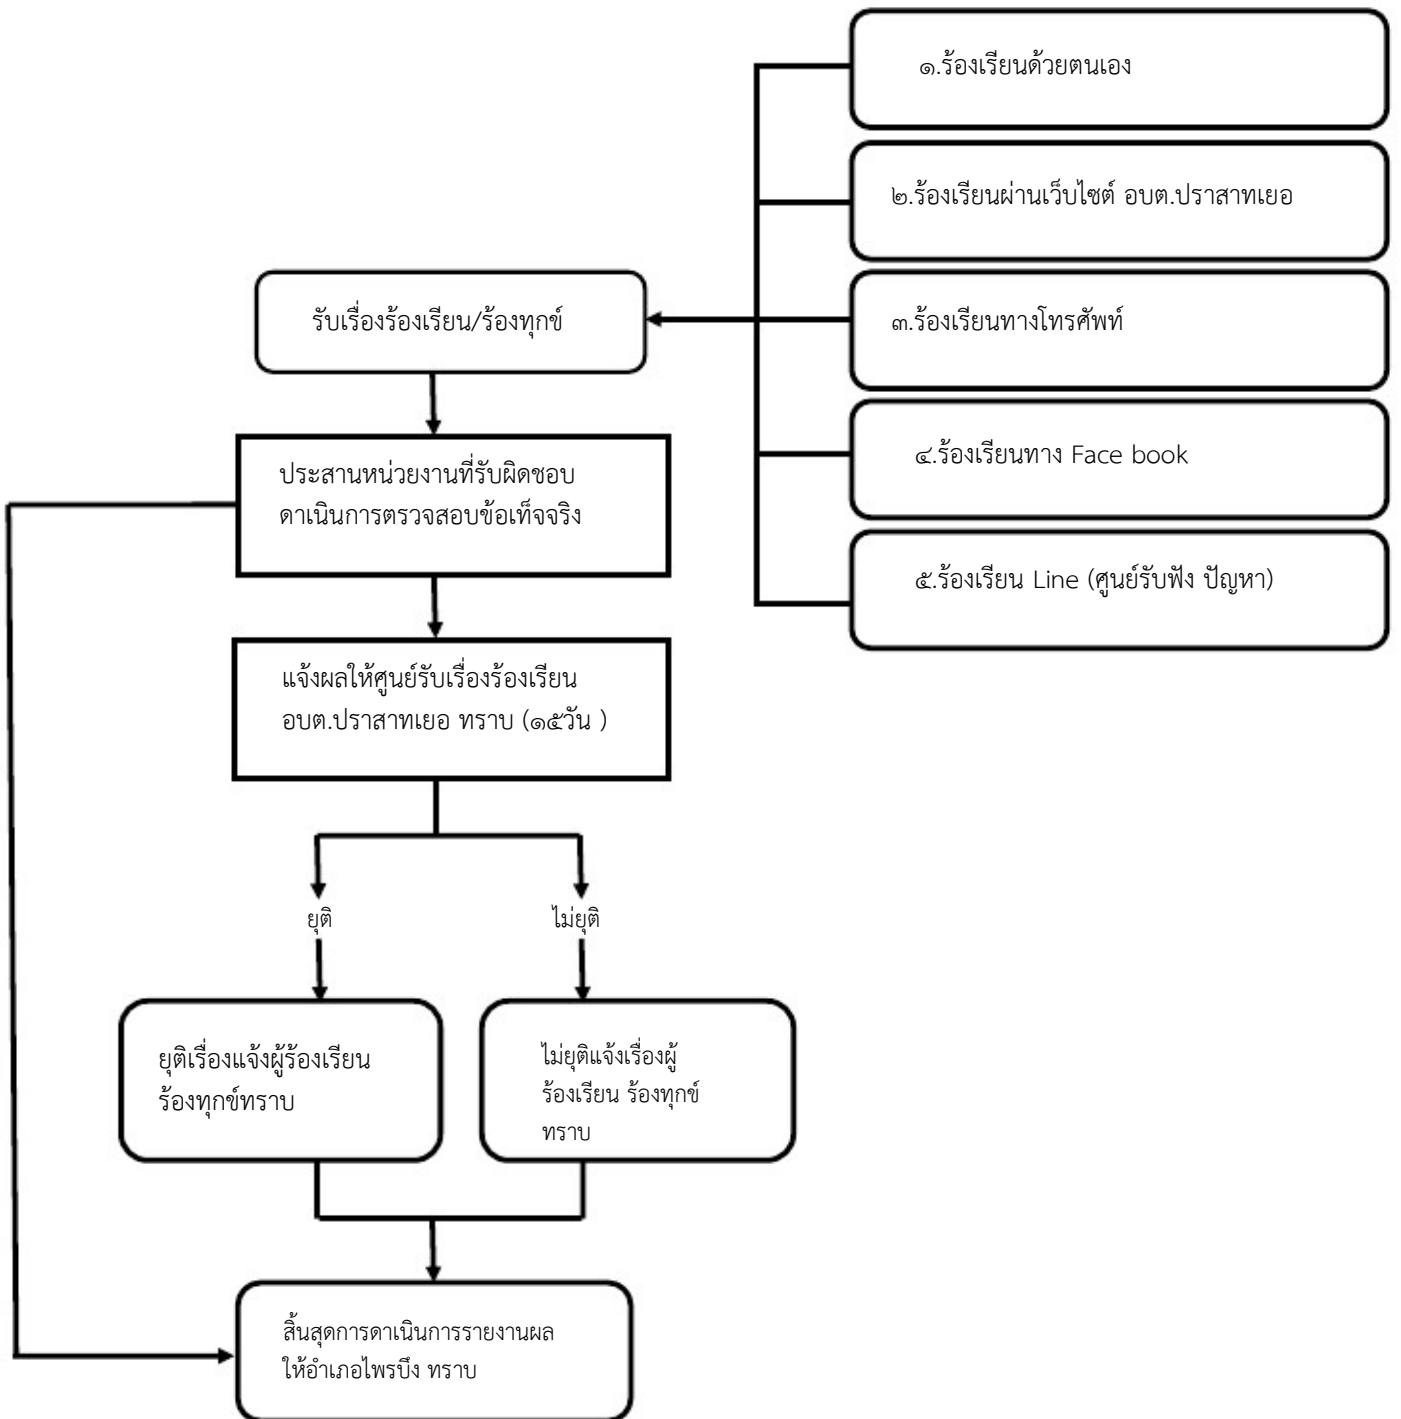 ๑.ร้องเรียนด้วยตนเอง
๒.ร้องเรียนผ่านเว็บไซต์ อบต.ปราสาทเยอ
รับเรื่องร้องเรียน/ร้องทุกข์
๓.ร้องเรียนทางโทรศัพท์
๔.ร้องเรียนทาง Face book
๕.ร้องเรียน Line (ศูนย์รับฟัง ปัญหา)
ประสานหน่วยงานที่รับผิดชอบ
ดาเนินการตรวจสอบข้อเท็จจริง
แจ้งผลให้ศูนย์รับเรื่องร้องเรียน
อบต.ปราสาทเยอ ทราบ (๑๕วัน )
ยุติ
ไม่ยุติ
ยุติเรื่องแจ้งผู้ร้องเรียน
ร้องทุกข์ทราบ
ไม่ยุติแจ้งเรื่องผู้
ร้องเรียน ร้องทุกข์
ทราบ
สิ้นสุดการดาเนินการรายงานผล
ให้อำเภอไพรบึง ทราบ